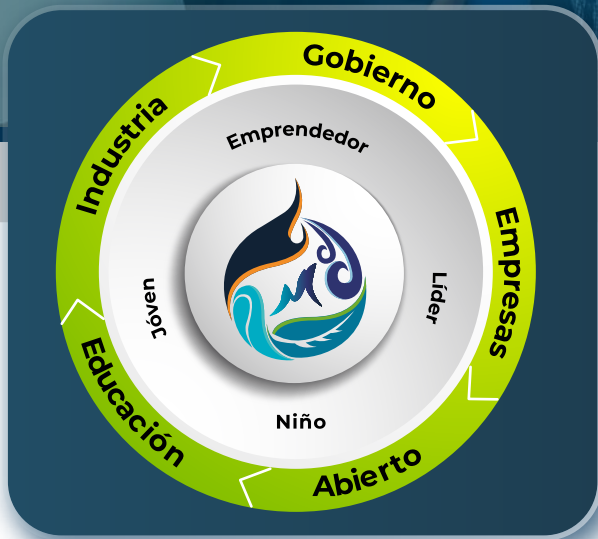 Gobierno
Empresas
Abierto
Educación
Industria
Emprendedor
Líder
Niño
Jóven